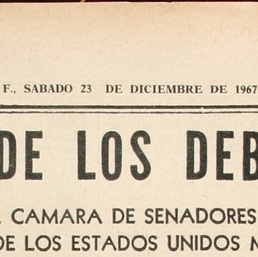 F., SABADO 23 DE DICIEMBRE DE 1967
DE LOS DEB
CAMARA DE SENADORES
DE LOS ESTADOS UNIDOS M